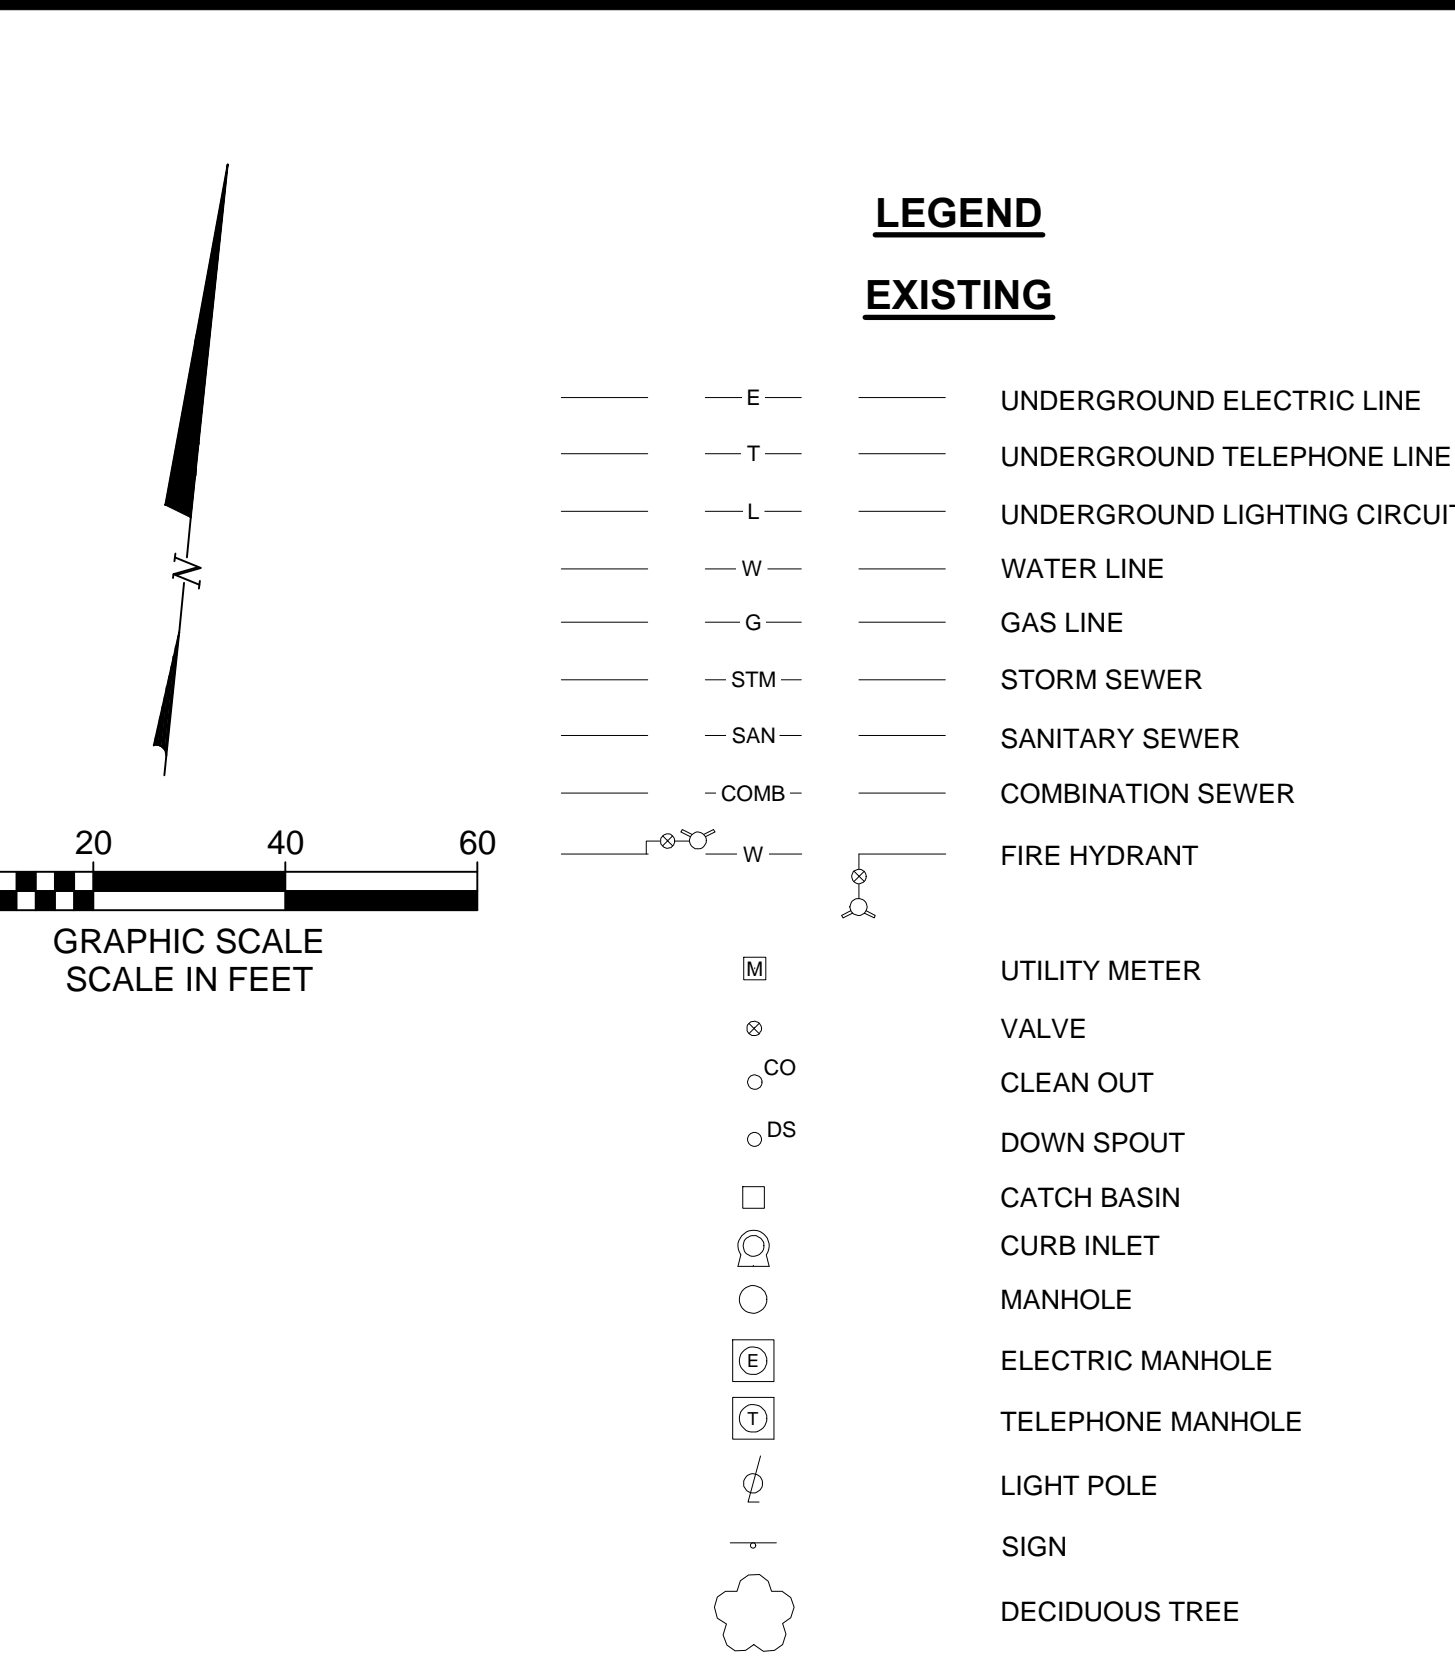 LEGEND
EXISTING
E UNDERGROUND ELECTRIC LINE
T UNDERGROUND TELEPHONE LINE
L UNDERGROUND LIGHTING CIRCUIT
W WATER LINE
G GAS LINE
STM STORM SEWER
SAN SANITARY SEWER
COMB COMBINATION SEWER
W FIRE HYDRANT
M UTILITY METER
VALVE
CO CLEAN OUT
DS DOWN SPOUT
CATCH BASIN
CURB INLET
MANHOLE
E ELECTRIC MANHOLE
T TELEPHONE MANHOLE
LIGHT POLE
SIGN
DECIDUOUS TREE
N
20 40 60
GRAPHIC SCALE
SCALE IN FEET